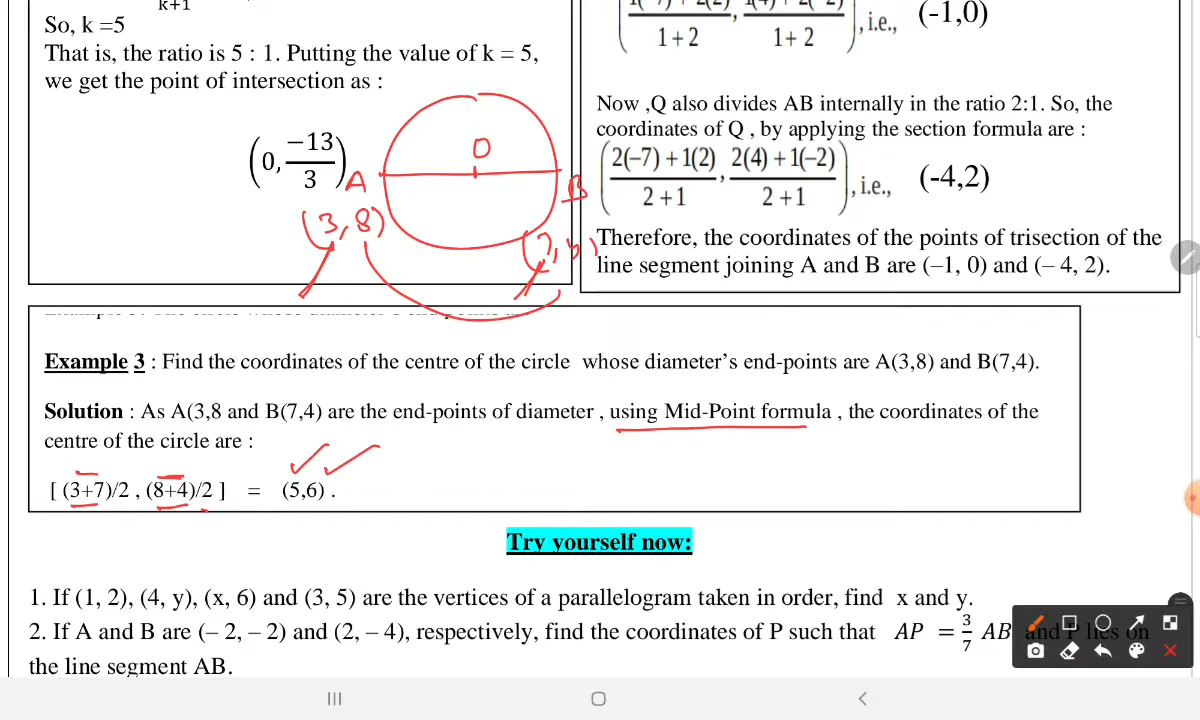 k+1
So, k =5
That is, the ratio is 5 : 1. Putting the value of k = 5,
we get the point of intersection as :
(0, −13/3)
A
(3, 8)
O
B
1+2 , 1+ 2 , i.e., (-1,0)
Now ,Q also divides AB internally in the ratio 2:1. So, the
coordinates of Q , by applying the section formula are :
(2(–7) + 1(2)/2 +1 , 2(4) +1(–2)/2 +1) , i.e., (-4,2)
Therefore, the coordinates of the points of trisection of the
line segment joining A and B are (–1, 0) and (– 4, 2).
Example 3 : Find the coordinates of the centre of the circle whose diameter's end-points are A(3,8) and B(7,4).
Solution : As A(3,8 and B(7,4) are the end-points of diameter , using Mid-Point formula , the coordinates of the
centre of the circle are :
[ (3+7)/2 , (8+4)/2 ] = (5,6) .
Try yourself now:
1. If (1, 2), (4, y), (x, 6) and (3, 5) are the vertices of a parallelogram taken in order, find x and y.
2. If A and B are (– 2, – 2) and (2, – 4), respectively, find the coordinates of P such that AP = 3/7 AB and P lies on
the line segment AB.